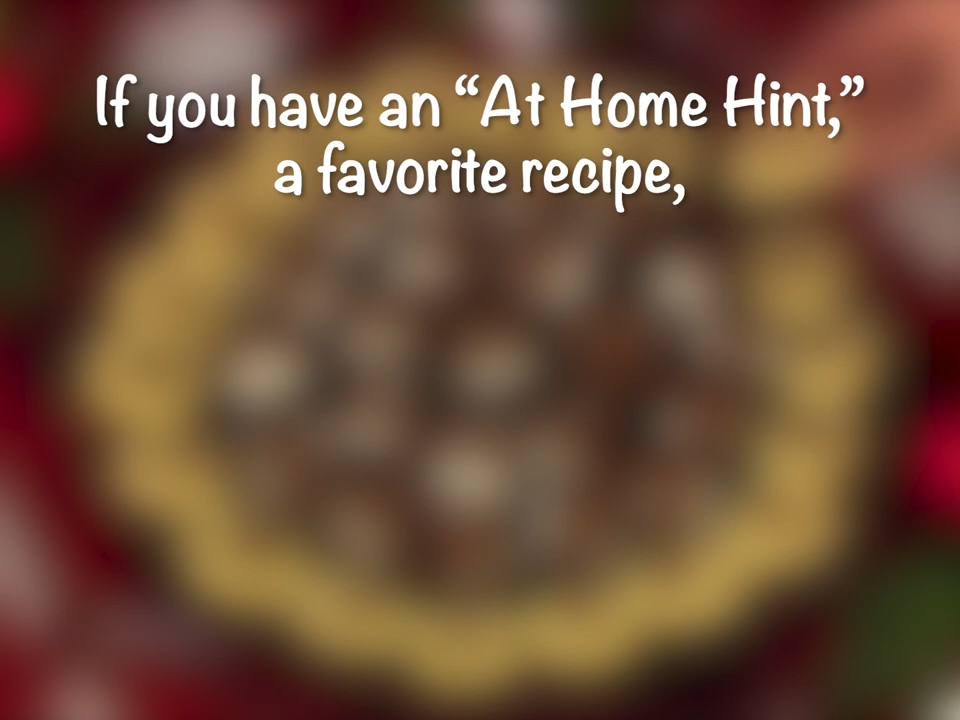 If you have an “At Home Hint,”
a favorite recipe,